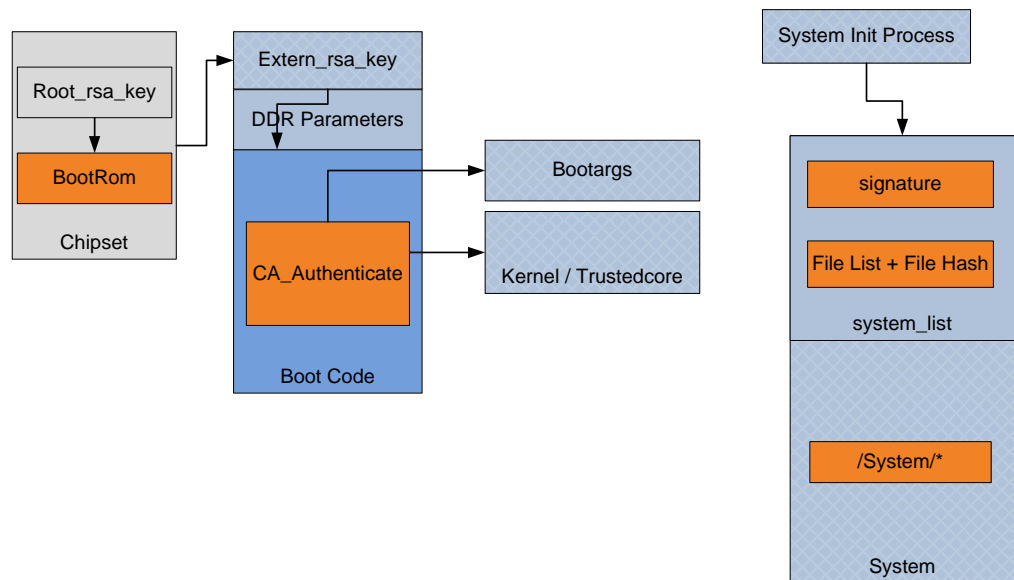 Root_rsa_key
BootRom
Chipset
Extern_rsa_key
DDR Parameters
CA_Authenticate
Boot Code
Bootargs
Kernel / Trustedcore
System Init Process
signature
File List + File Hash
system_list
/System/*
System